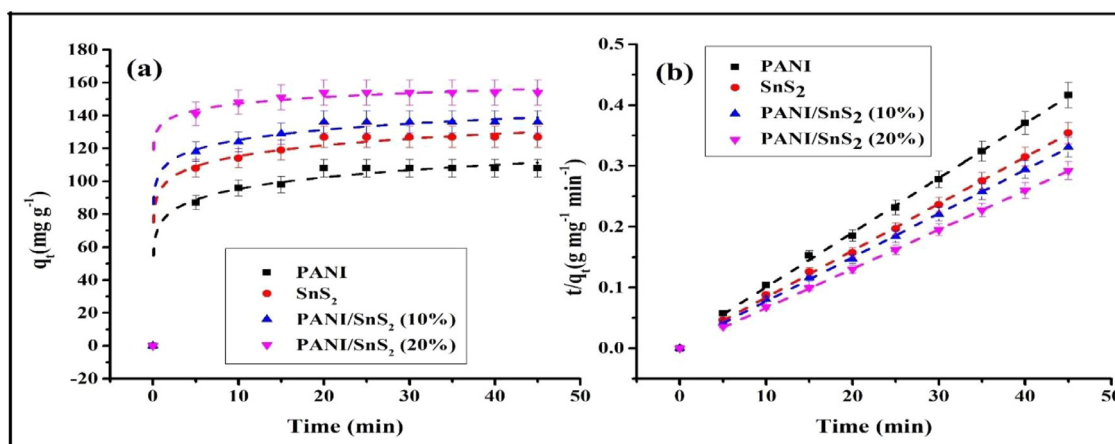 (a)
180
160
140
120
100
80
60
40
20
0
-20
qt(mg g-1)
PANI
SnS2
PANI/SnS2 (10%)
PANI/SnS2 (20%)
0 10 20 30 40 50
Time (min)
(b)
0.5
0.4
0.3
0.2
0.1
0.0
t/qt(g mg-1 min-1)
PANI
SnS2
PANI/SnS2 (10%)
PANI/SnS2 (20%)
0 10 20 30 40 50
Time (min)